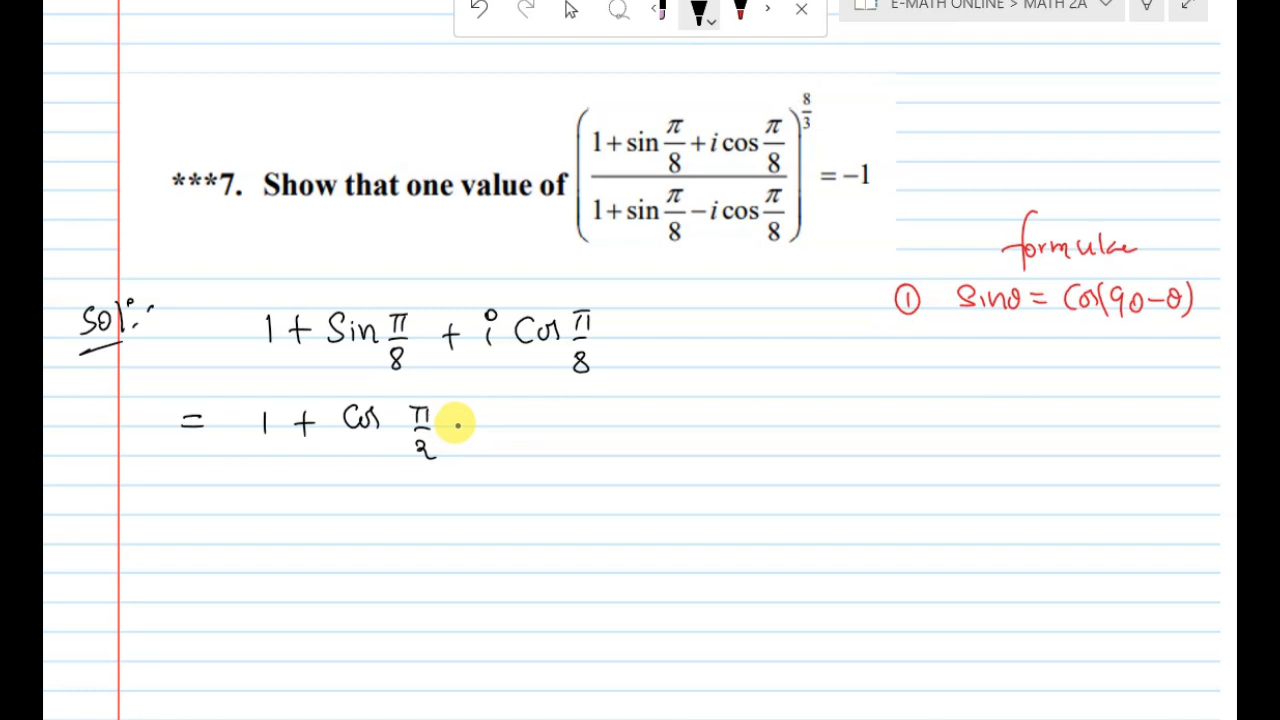 E-MATH ONLINE > MATH 2A
***7. Show that one value of ((1+sin π/8 + i cos π/8)/(1+sin π/8 − i cos π/8))^(8/3) = −1
formulae
① Sinθ = Cos(90−θ)
Sol:
1 + Sin π/8 + i Cos π/8
= 1 + Cos π/2